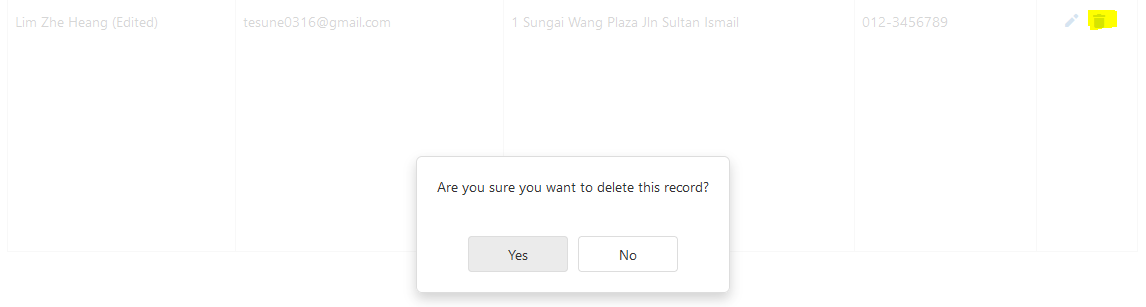 Lim Zhe Heang (Edited) tesune0316@gmail.com 1 Sungai Wang Plaza Jln Sultan Ismail 012-3456789
Are you sure you want to delete this record?
Yes No